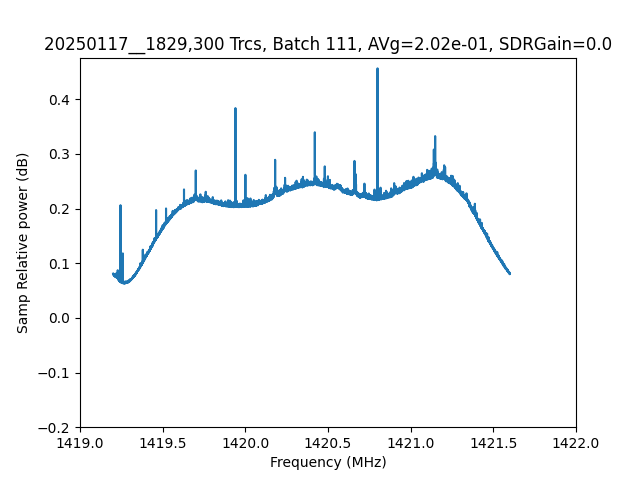 20250117__1829,300 Trcs, Batch 111, AVg=2.02e-01, SDRGain=0.0
Samp Relative power (dB)
0.4
0.3
0.2
0.1
0.0
−0.1
−0.2
1419.0 1419.5 1420.0 1420.5 1421.0 1421.5 1422.0
Frequency (MHz)